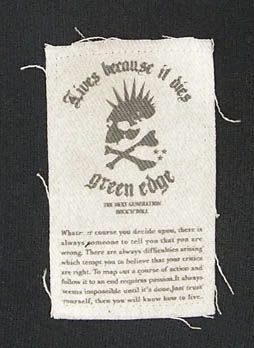 Lives because it dies
green edge
THE NEXT GENERATION
ROCK'N'ROLL
course you decide upon, there is
always someone to tell you that you are
wrong. There are always difficulties arising
which tempt you to believe that your critics
are right. To map out a course of action and
follow it to an end requires passion.It always
seems impossible until it's done.Just trust
yourself, then you will know how to live.